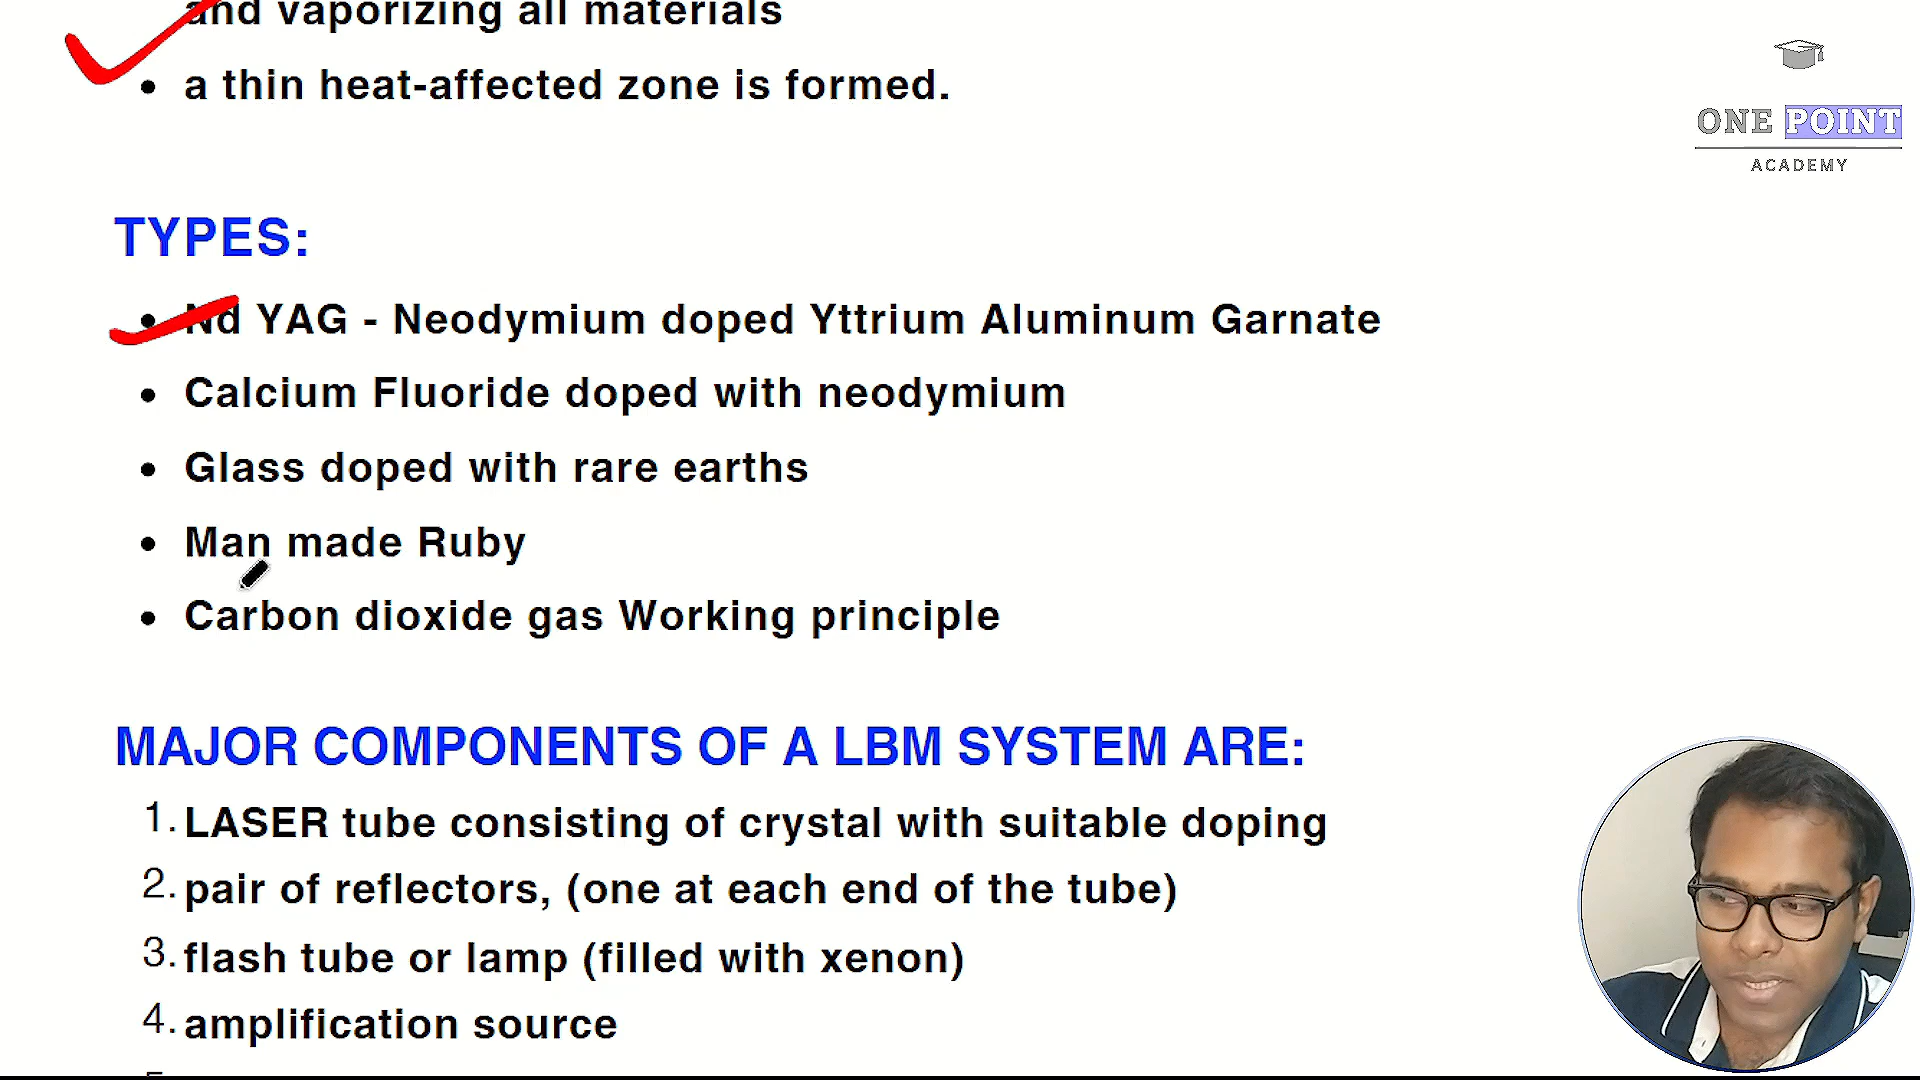 and vaporizing all materials
• a thin heat-affected zone is formed.
ONE POINT
ACADEMY
TYPES:
• Nd YAG - Neodymium doped Yttrium Aluminum Garnate
• Calcium Fluoride doped with neodymium
• Glass doped with rare earths
• Man made Ruby
• Carbon dioxide gas Working principle
MAJOR COMPONENTS OF A LBM SYSTEM ARE:
1. LASER tube consisting of crystal with suitable doping
2. pair of reflectors, (one at each end of the tube)
3. flash tube or lamp (filled with xenon)
4. amplification source